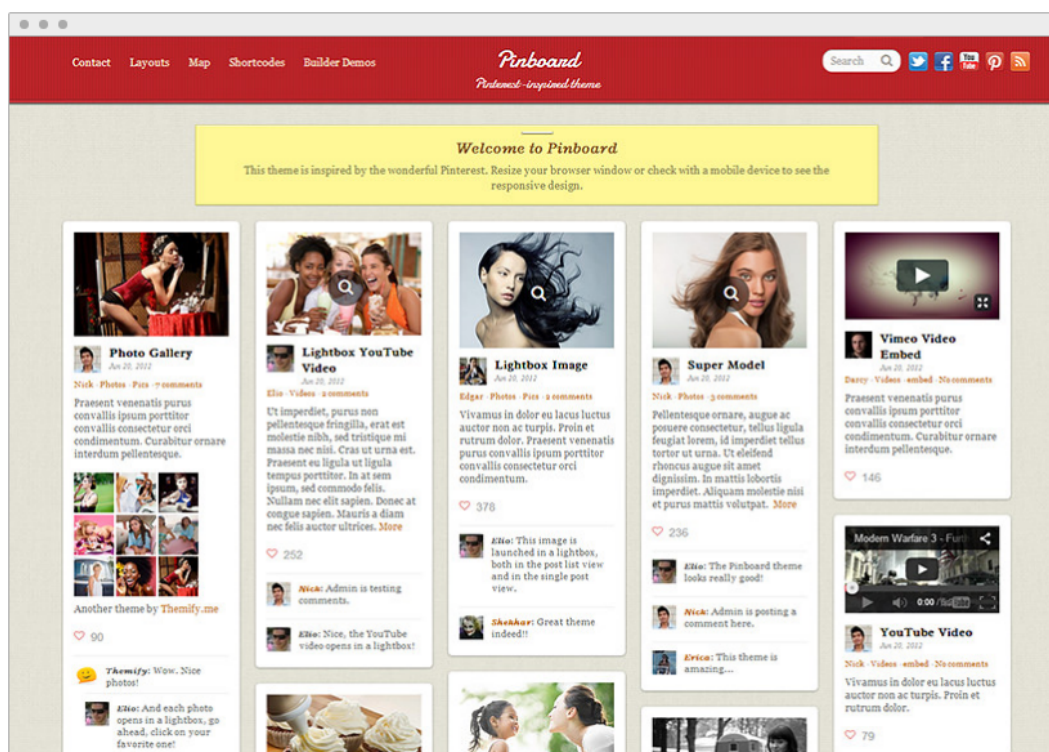 Contact Layouts Map Shortcodes Builder Demos
Pinboard
Pinterest-inspired theme
Search
You
Tube
Welcome to Pinboard
This theme is inspired by the wonderful Pinterest. Resize your browser window or check with a mobile device to see the
responsive design.
Photo Gallery
Jun 20, 2012
Nick · Photos · Pics · 7 comments
Praesent venenatis purus
convallis ipsum porttitor
convallis consectetur orci
condimentum. Curabitur ornare
interdum pellentesque.
Another theme by Themify.me
90
Themify: Wow. Nice
photos!
Elio: And each photo
opens in a lightbox, go
ahead, click on your
favorite one!
Lightbox YouTube
Video
Jun 20, 2012
Elio · Videos · 2 comments
Ut imperdiet, purus non
pellentesque fringilla, erat est
molestie nibh, sed tristique mi
massa nec nisi. Cras ut urna est.
Praesent eu ligula ut ligula
tempus porttitor. In at sem
ipsum, sed commodo felis.
Nullam nec elit sapien. Donec at
congue sapien. Mauris a diam
nec felis auctor ultrices. More
252
Nick: Admin is testing
comments.
Elio: Nice, the YouTube
video opens in a lightbox!
Lightbox Image
Jun 20, 2012
Edgar · Photos · Pics · 2 comments
Vivamus in dolor eu lacus luctus
auctor non ac turpis. Proin et
rutrum dolor. Praesent venenatis
purus convallis ipsum porttitor
convallis consectetur orci
condimentum.
378
Elio: This image is
launched in a lightbox,
both in the post list view
and in the single post
view.
Shekhar: Great theme
indeed!!
Super Model
Jun 20, 2012
Nick · Photos · 3 comments
Pellentesque ornare, augue ac
posuere consectetur, tellus ligula
feugiat lorem, id imperdiet tellus
tortor ut urna. Ut eleifend
rhoncus augue sit amet
dignissim. In mattis lobortis
imperdiet. Aliquam molestie nisi
et purus mattis volutpat. More
236
Elio: The Pinboard theme
looks really good!
Nick: Admin is posting a
comment here.
Erica: This theme is
amazing...
Vimeo Video
Embed
Jun 20, 2012
Darcy · Videos · embed · No comments
Praesent venenatis purus
convallis ipsum porttitor
convallis consectetur orci
condimentum. Curabitur ornare
interdum pellentesque.
146
Modern Warfare 3 - Furth
0:00
YouTube Video
Jun 20, 2012
Nick · Videos · embed · No comments
Vivamus in dolor eu lacus luctus
auctor non ac turpis. Proin et
rutrum dolor.
79